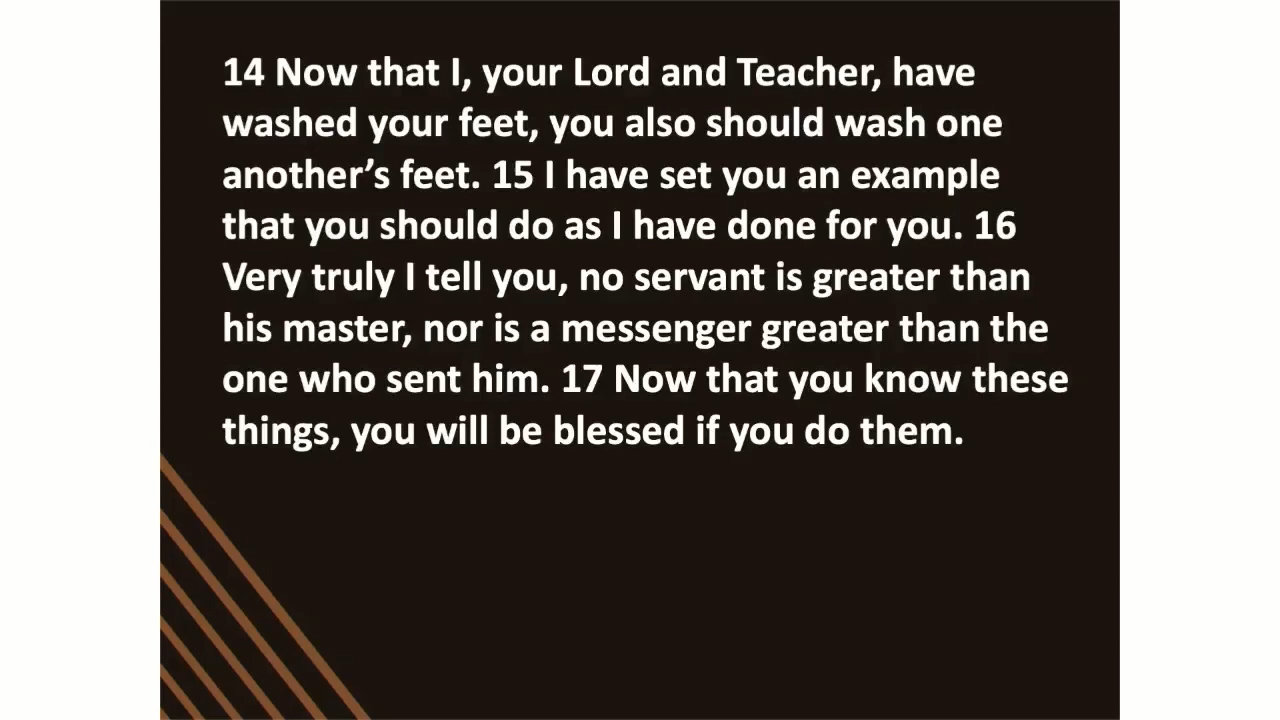 14 Now that I, your Lord and Teacher, have
washed your feet, you also should wash one
another’s feet. 15 I have set you an example
that you should do as I have done for you. 16
Very truly I tell you, no servant is greater than
his master, nor is a messenger greater than the
one who sent him. 17 Now that you know these
things, you will be blessed if you do them.